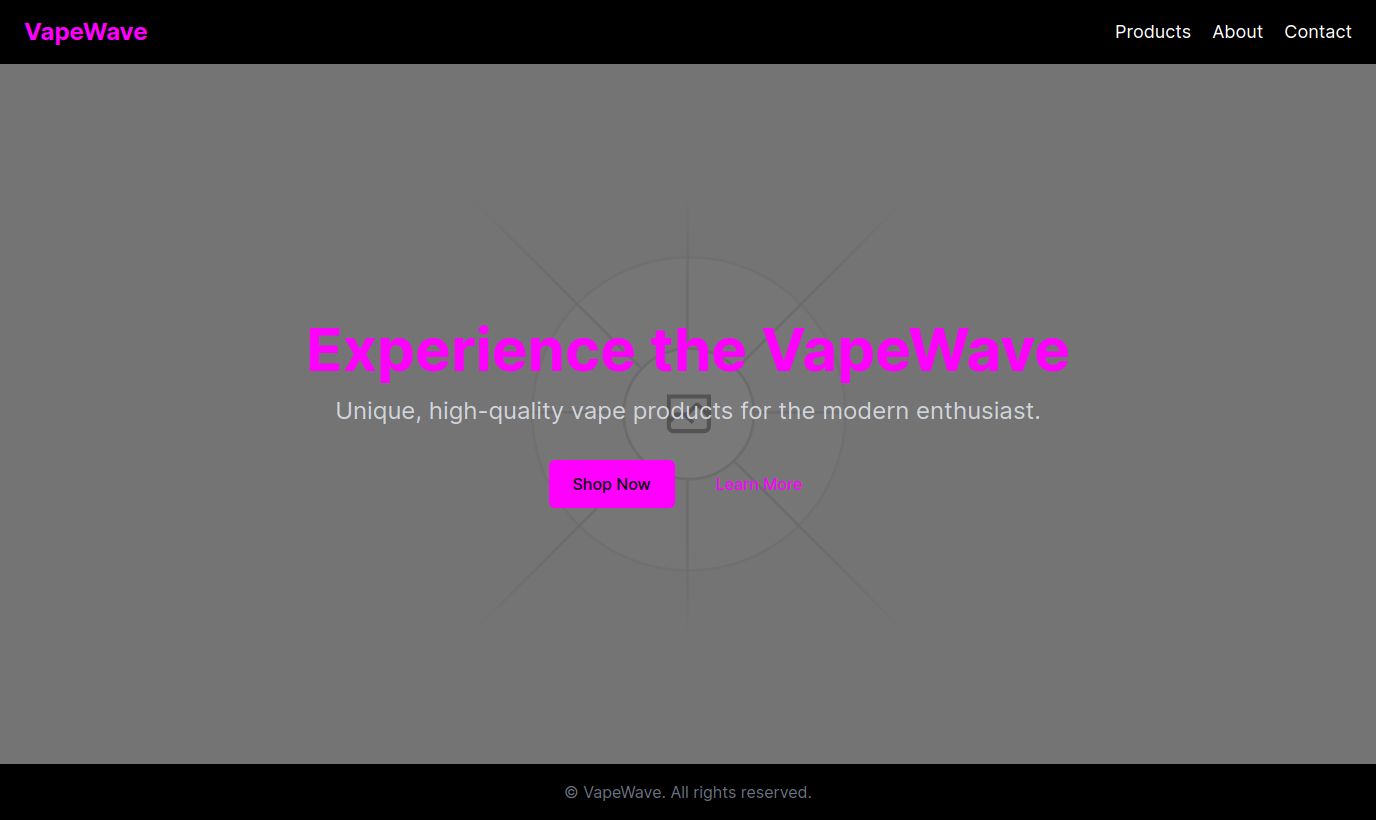 VapeWave
Products About Contact
Experience the VapeWave
Unique, high-quality vape products for the modern enthusiast.
Shop Now
Learn More
© VapeWave. All rights reserved.